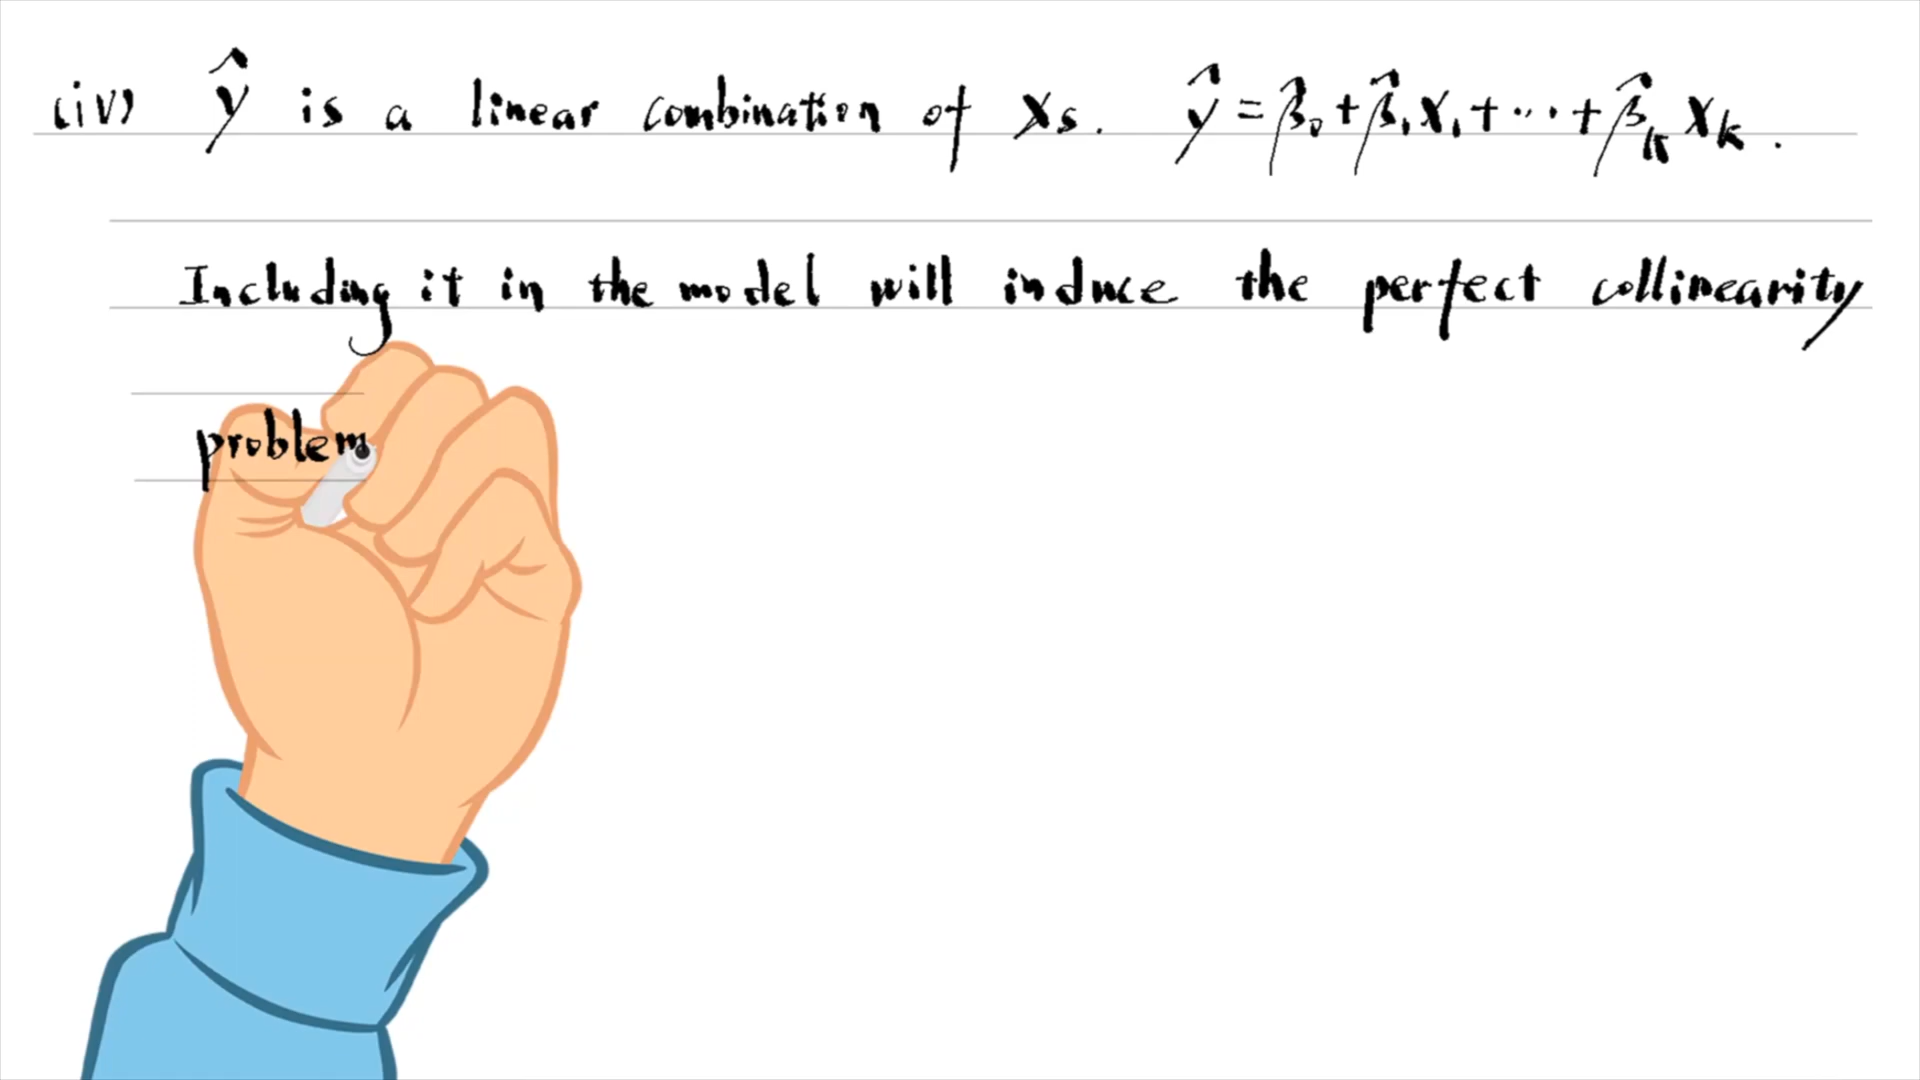 (iv) ŷ is a linear combination of xs. ŷ = β̂₀ + β̂₁x₁ + ··· + β̂ₖxₖ.
Including it in the model will induce the perfect collinearity
problem